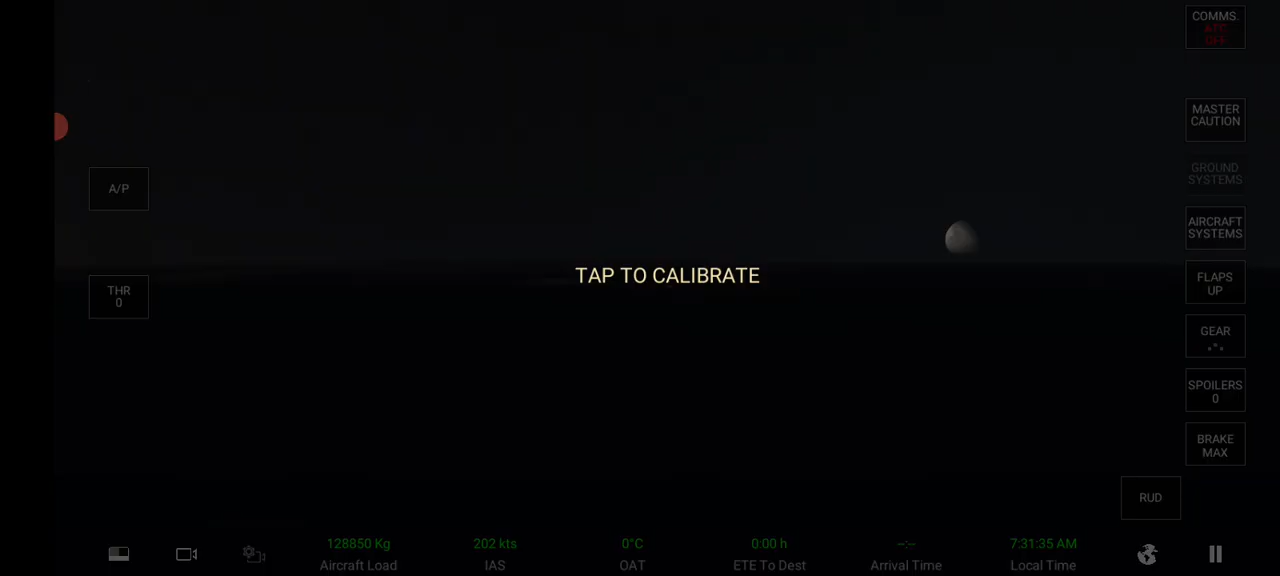 COMMS.
ATC
OFF
MASTER
CAUTION
GROUND
SYSTEMS
A/P
AIRCRAFT
SYSTEMS
TAP TO CALIBRATE
FLAPS
UP
THR
0
GEAR
SPOILERS
0
BRAKE
MAX
RUD
128850 Kg
Aircraft Load
202 kts
IAS
0°C
OAT
0:00 h
ETE To Dest
--:--
Arrival Time
7:31:35 AM
Local Time